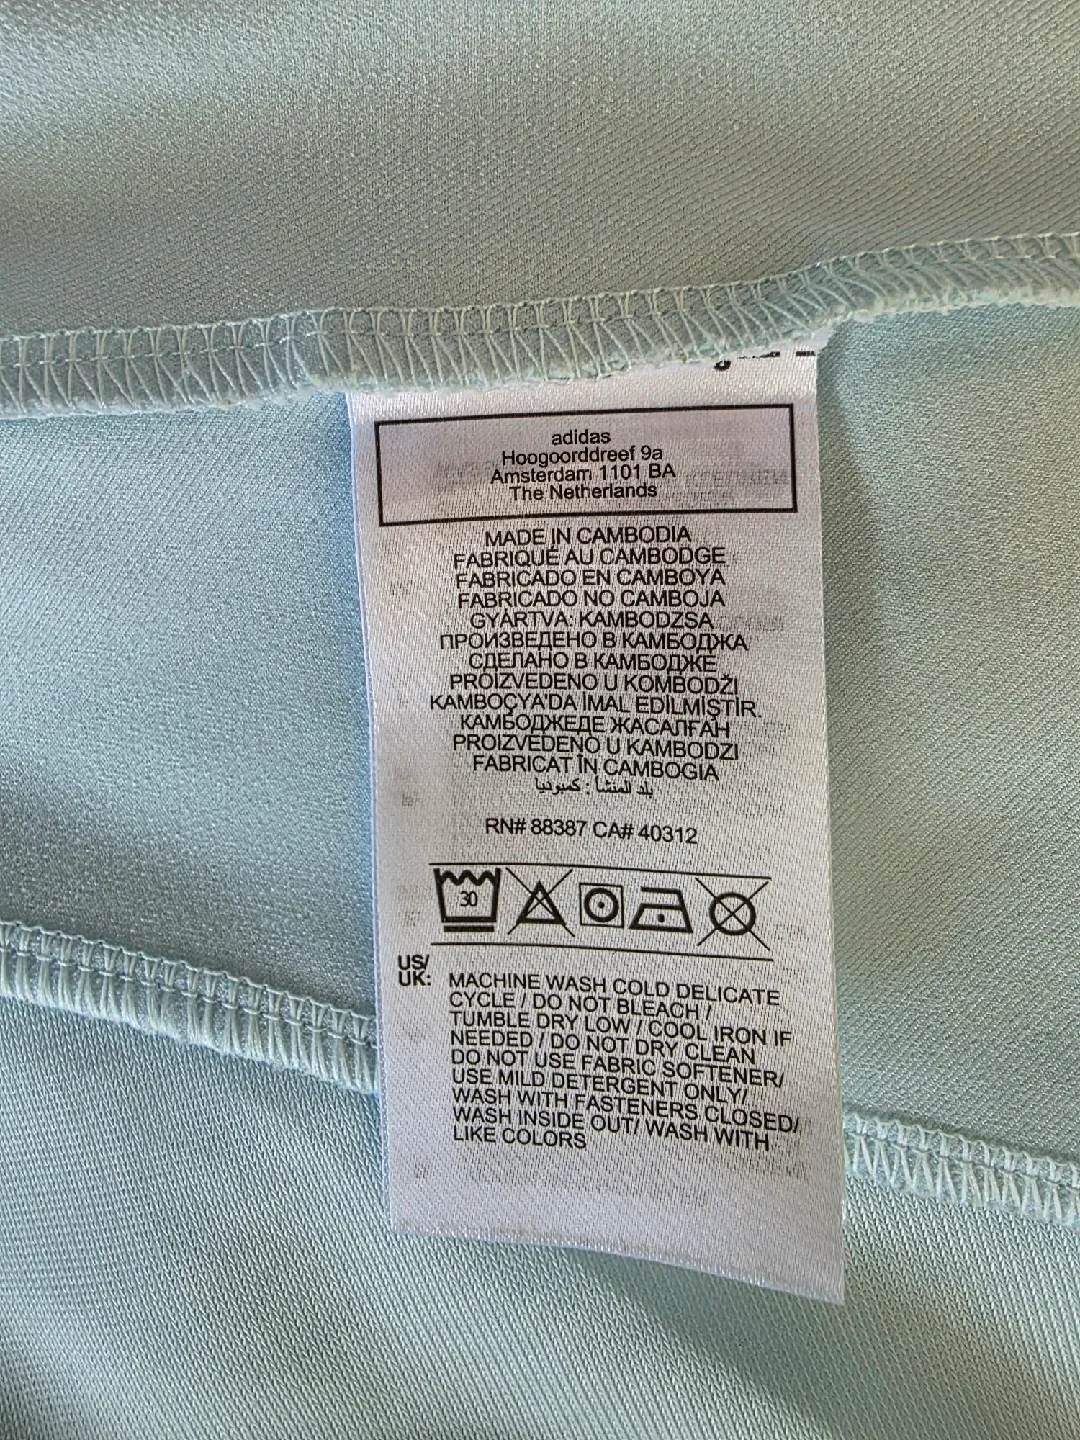 adidas
Hoogoorddreef 9a
Amsterdam 1101 BA
The Netherlands
MADE IN CAMBODIA
FABRIQUÉ AU CAMBODGE
FABRICADO EN CAMBOYA
FABRICADO NO CAMBOJA
GYÁRTVA: KAMBODZSA
ПРОИЗВЕДЕНО В КАМБОДЖА
СДЕЛАНО В КАМБОДЖЕ
PROIZVEDENO U KOMBODŽI
KAMBOÇYA'DA İMAL EDİLMİŞTİR.
КАМБОДЖЕДЕ ЖАСАЛҒАН
PROIZVEDENO U KAMBODZI
FABRICAT ÎN CAMBOGIA
بلد المنشأ : كمبوديا
RN# 88387 CA# 40312
30
US/
UK:
MACHINE WASH COLD DELICATE
CYCLE / DO NOT BLEACH /
TUMBLE DRY LOW / COOL IRON IF
NEEDED / DO NOT DRY CLEAN
DO NOT USE FABRIC SOFTENER/
USE MILD DETERGENT ONLY/
WASH WITH FASTENERS CLOSED/
WASH INSIDE OUT/ WASH WITH
LIKE COLORS